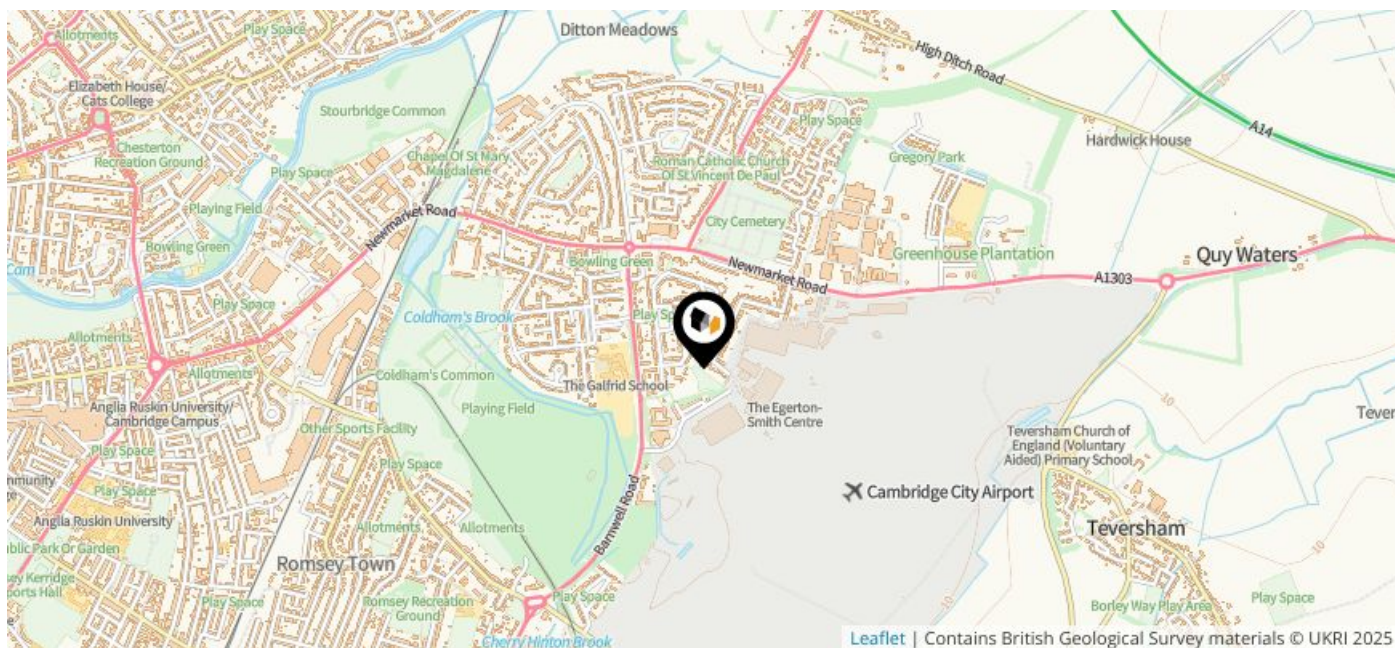 Allotments
Play Space
Ditton Meadows
High Ditch Road
A14
Elizabeth House/
Cats College
Stourbridge Common
Play Space
Hardwick House
Chesterton
Recreation Ground
Chapel Of St Mary
Magdalene
Roman Catholic Church
Of St Vincent De Paul
Gregory Park
Play Space
Playing Field
Newmarket Road
City Cemetery
Bowling Green
Bowling Green
Greenhouse Plantation
Quy Waters
Cam
Newmarket Road
A1303
Play Space
Coldham's Brook
Allotments
Allotments
Coldham's Common
The Galfrid School
Anglia Ruskin University/
Cambridge Campus
Playing Field
The Egerton-
Smith Centre
Other Sports Facility
Teversham Church of
England (Voluntary
Aided) Primary School
Play Space
Play Space
Play Space
Cambridge City Airport
Barnwell Road
Anglia Ruskin University
Allotments
Allotments
Teversham
Park Or Garden
Romsey Town
Play Space
Romsey Recreation
Ground
Play Space
Borley Way Play Area
Play Space
Cherry Hinton Brook
Leaflet | Contains British Geological Survey materials © UKRI 2025